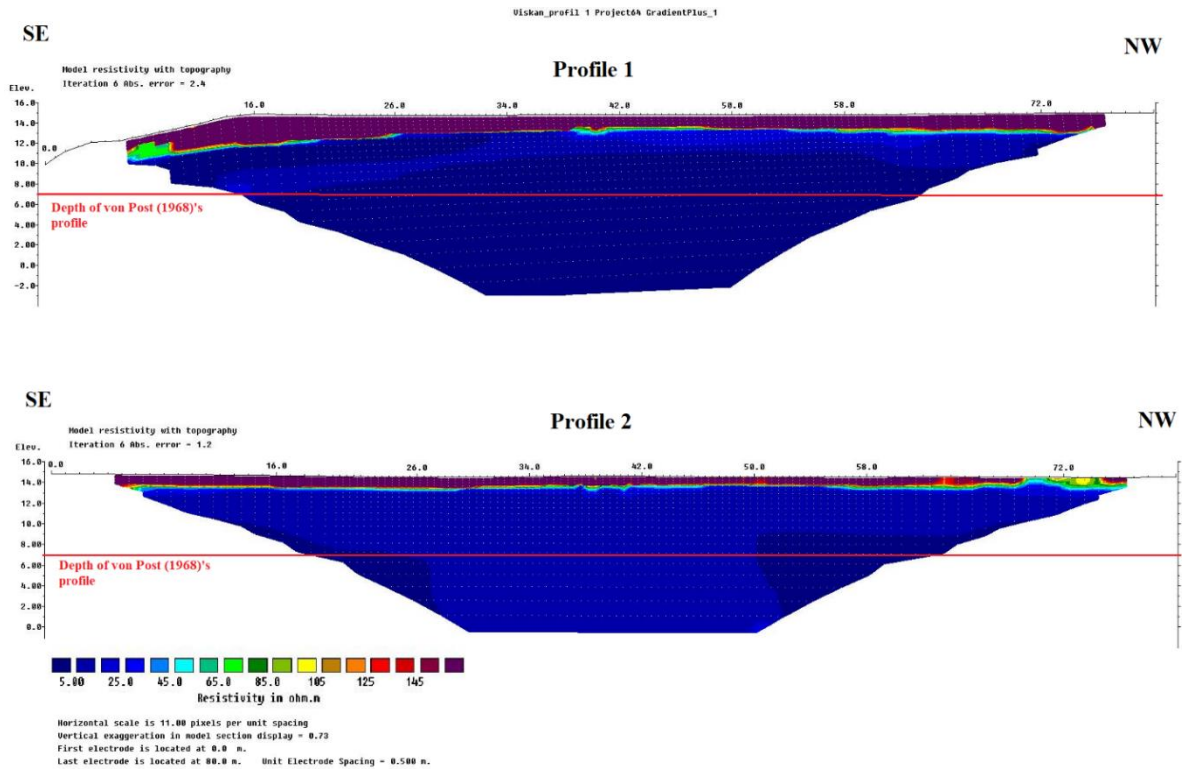 Viskan_profil 1 Project64 GradientPlus_1
SE
NW
Model resistivity with topography
Iteration 6 Abs. error = 2.4
Profile 1
Elev.
16.0
14.0
12.0
10.0
8.00
6.00
4.00
2.00
0.0
-2.0
0.0
16.0 26.0 34.0 42.0 50.0 58.0 72.0
Depth of von Post (1968)'s
profile
SE
NW
Profile 2
Model resistivity with topography
Iteration 6 Abs. error = 1.2
Elev.
16.0
14.0
12.0
10.0
8.00
6.00
4.00
2.00
0.0
0.0 16.0 26.0 34.0 42.0 50.0 58.0 72.0
Depth of von Post (1968)'s
profile
5.00 25.0 45.0 65.0 85.0 105 125 145
Resistivity in ohm.m
Horizontal scale is 11.00 pixels per unit spacing
Vertical exaggeration in model section display = 0.73
First electrode is located at 0.0 m.
Last electrode is located at 80.0 m. Unit Electrode Spacing = 0.500 m.